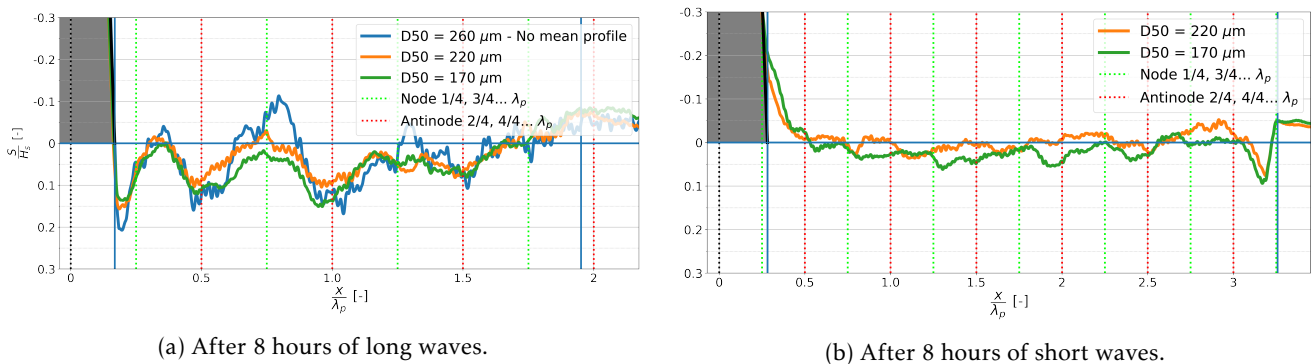 -0.3
-0.2
-0.1
0
0.1
0.2
0.3
S/H_s [-]
D50 = 260 μm - No mean profile
D50 = 220 μm
D50 = 170 μm
Node 1/4, 3/4... λp
Antinode 2/4, 4/4... λp
0 0.5 1.0 1.5 2
x/λp [-]
(a) After 8 hours of long waves.
-0.3
-0.2
-0.1
0
0.1
0.2
0.3
S/H_s [-]
D50 = 220 μm
D50 = 170 μm
Node 1/4, 3/4... λp
Antinode 2/4, 4/4... λp
0 0.5 1 1.5 2 2.5 3
x/λp [-]
(b) After 8 hours of short waves.